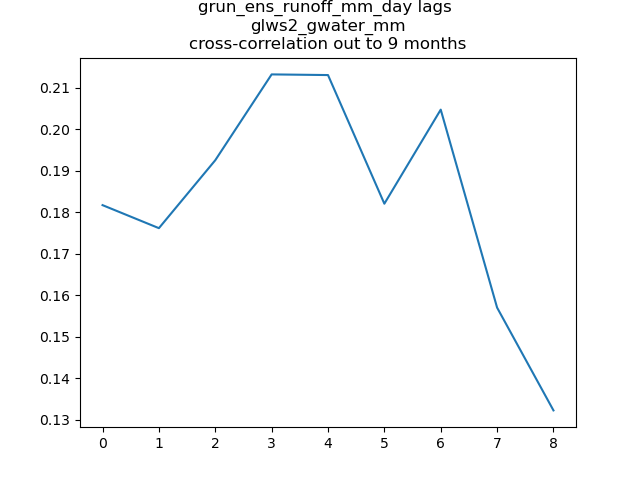 grun_ens_runoff_mm_day lags
glws2_gwater_mm
cross-correlation out to 9 months
0.21
0.20
0.19
0.18
0.17
0.16
0.15
0.14
0.13
0 1 2 3 4 5 6 7 8